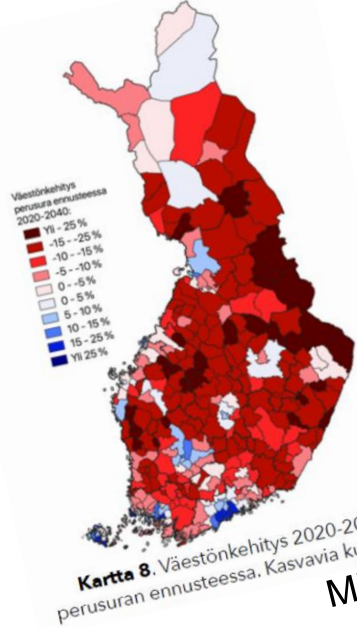 Väestönkehitys
perusura ennusteessa
2020-2040:
Yli - 25 %
-15 - -25 %
-10 - -15 %
-5 - -10 %
0 - -5 %
0 - 5 %
5 - 10 %
10 - 15 %
15 - 25 %
Yli 25 %
Kartta 8. Väestönkehitys 2020-20
perusuran ennusteessa. Kasvavia ku
M